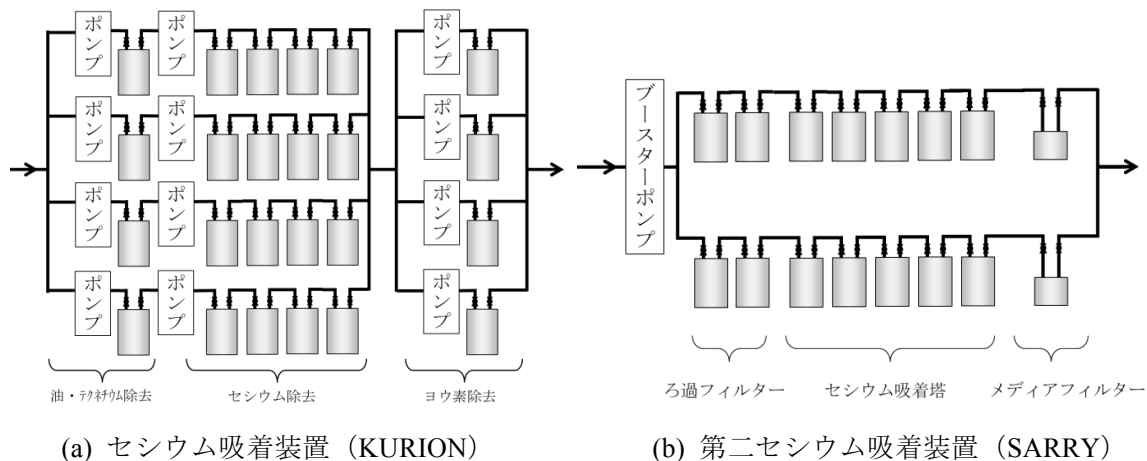 ポンプ
ポンプ
ポンプ
ポンプ
ポンプ
ポンプ
ポンプ
ポンプ
ポンプ
ポンプ
ポンプ
ポンプ
油・ﾃｸﾈﾁｳﾑ除去
セシウム除去
ヨウ素除去
(a) セシウム吸着装置（KURION）
ブースターポンプ
ろ過フィルター
セシウム吸着塔
メディアフィルター
(b) 第二セシウム吸着装置（SARRY）